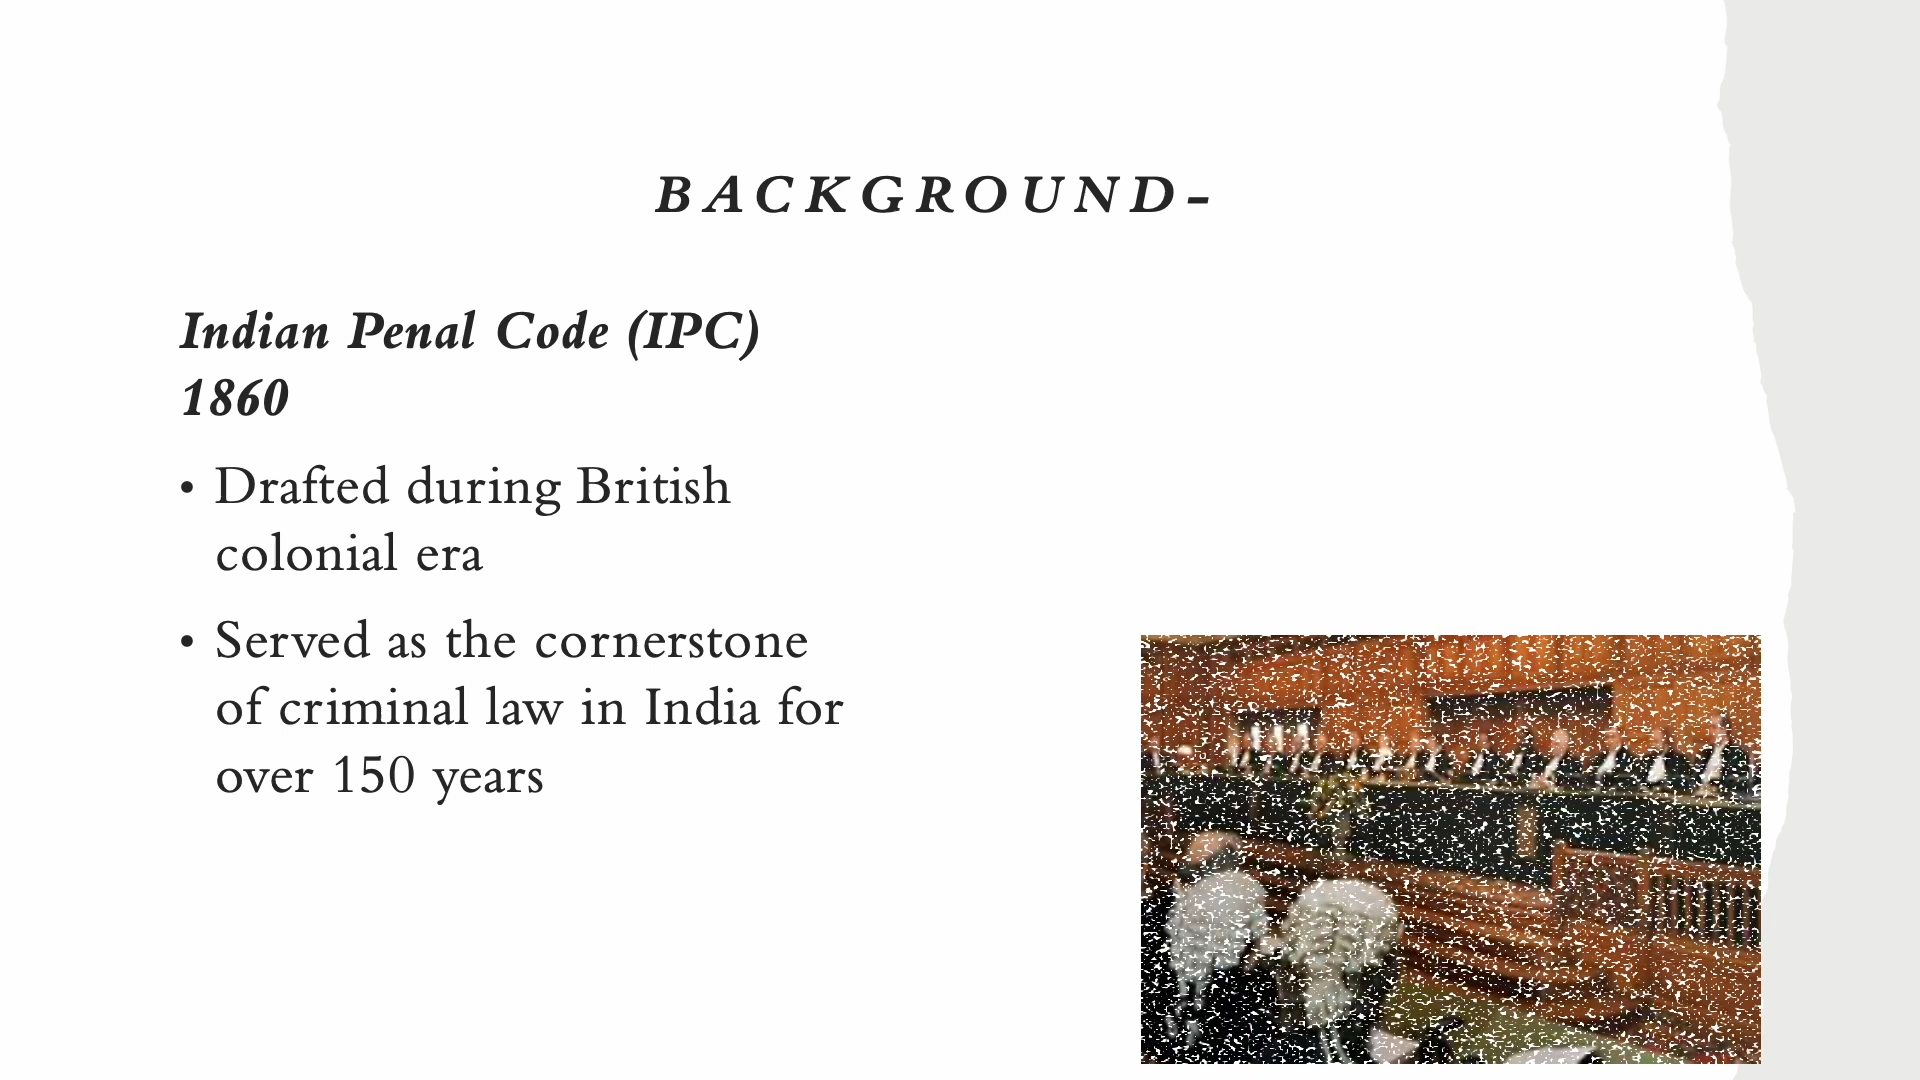 BACKGROUND-
Indian Penal Code (IPC)
1860
• Drafted during British
colonial era
• Served as the cornerstone
of criminal law in India for
over 150 years